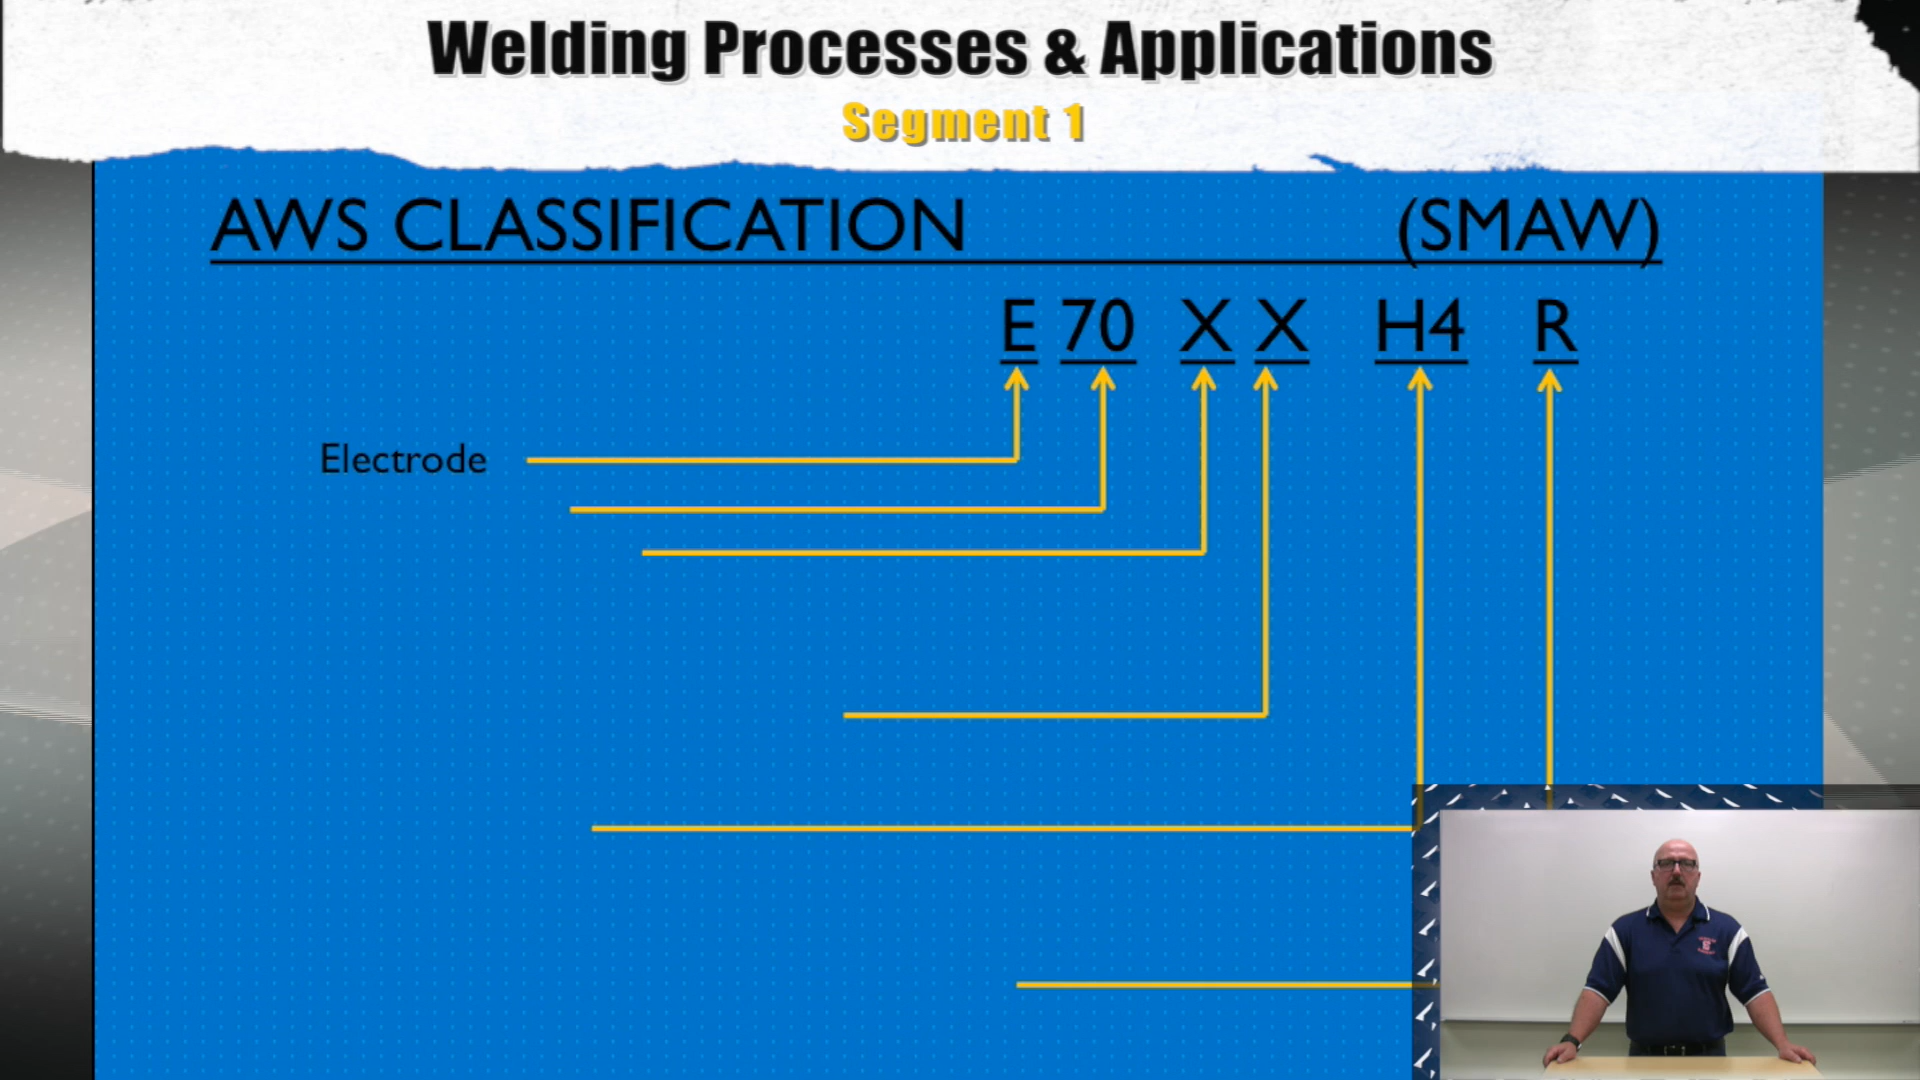 Welding Processes & Applications
Segment 1
AWS CLASSIFICATION (SMAW)
E 70 X X H4 R
Electrode